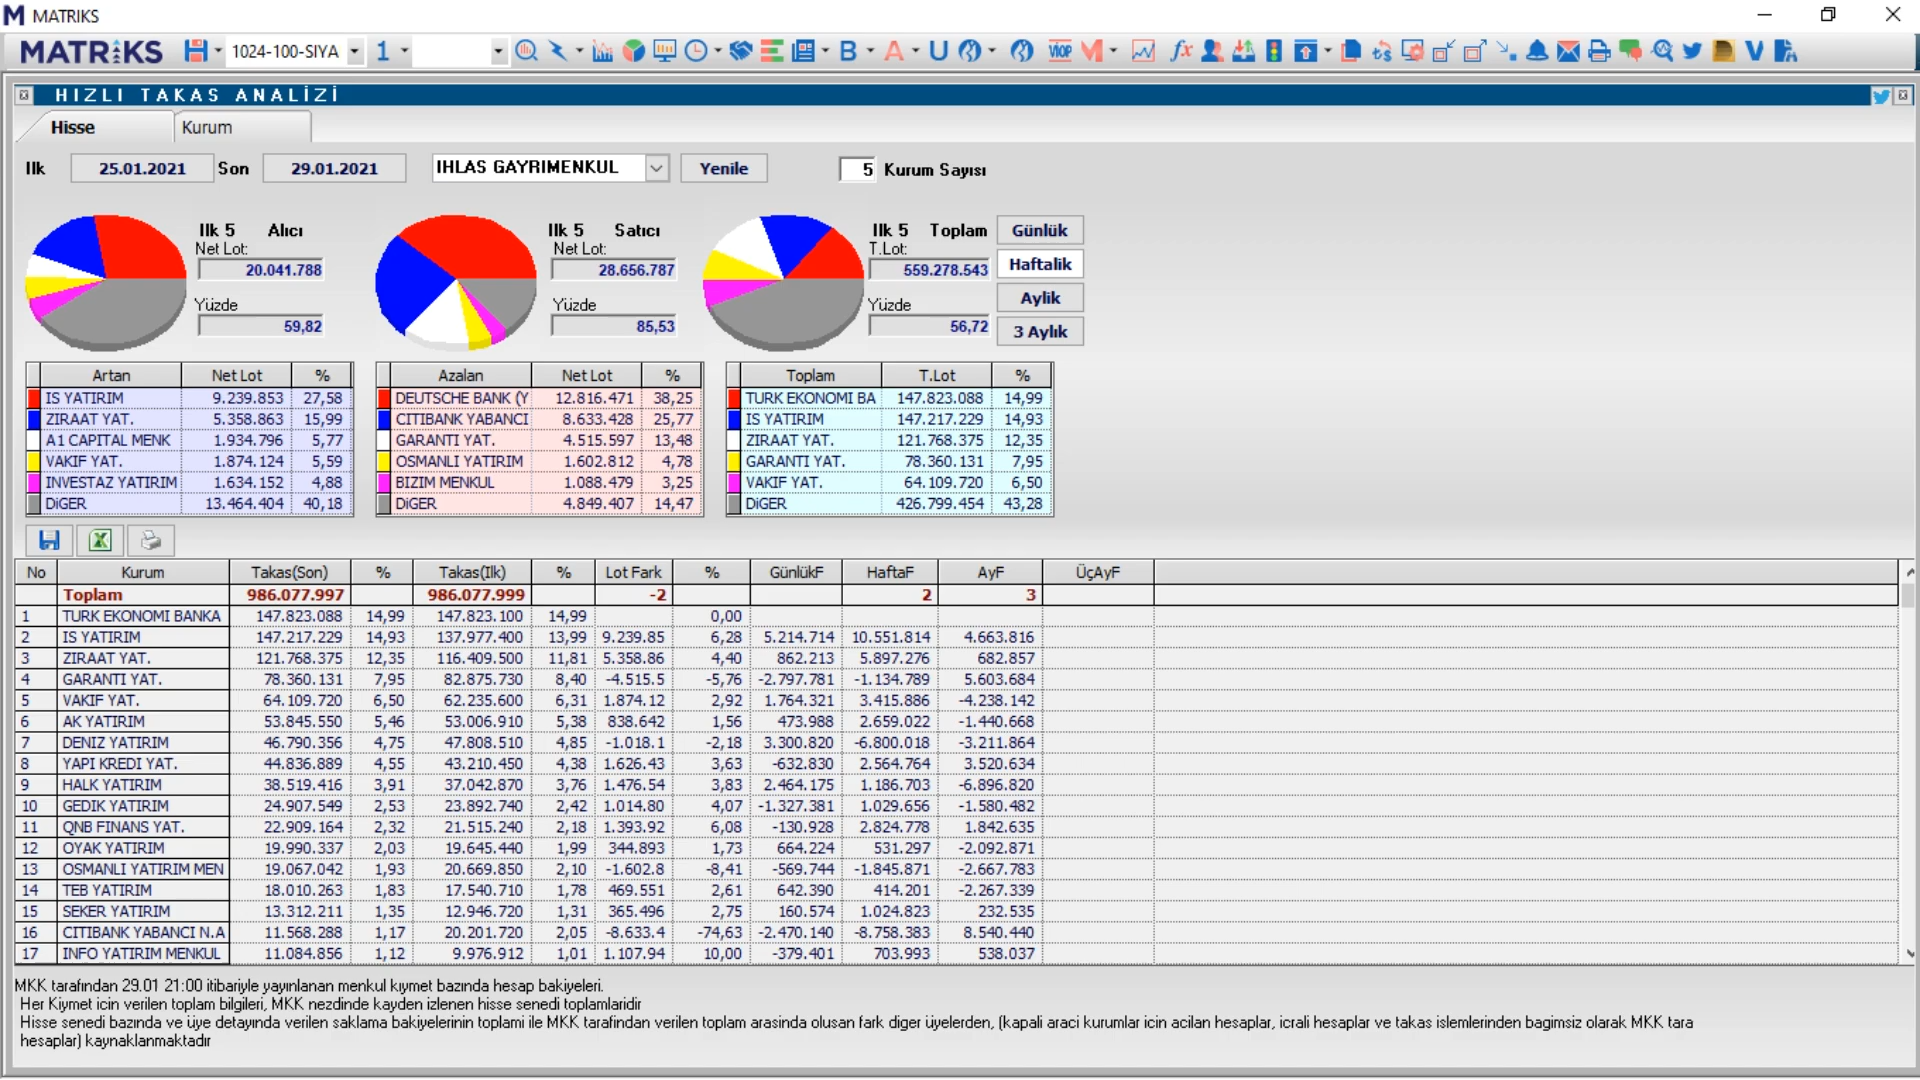 MATRIKS
MATRIKS 1024-100-SIYA 1 B A U VIOP fx V
HIZLI TAKAS ANALİZİ
Hisse Kurum
Ilk 25.01.2021 Son 29.01.2021 IHLAS GAYRIMENKUL Yenile 5 Kurum Sayısı
Ilk 5 Alıcı Ilk 5 Satıcı Ilk 5 Toplam Günlük
Net Lot: Net Lot: T.Lot:
20.041.788 28.656.787 559.278.543 Haftalik
Yüzde Yüzde Yüzde Aylik
59,82 85,53 56,72 3 Aylık
Artan Net Lot % Azalan Net Lot % Toplam T.Lot %
IS YATIRIM 9.239.853 27,58 DEUTSCHE BANK (Y 12.816.471 38,25 TURK EKONOMI BA 147.823.088 14,99
ZIRAAT YAT. 5.358.863 15,99 CITIBANK YABANCI 8.633.428 25,77 IS YATIRIM 147.217.229 14,93
A1 CAPITAL MENK 1.934.796 5,77 GARANTI YAT. 4.515.597 13,48 ZIRAAT YAT. 121.768.375 12,35
VAKIF YAT. 1.874.124 5,59 OSMANLI YATIRIM 1.602.812 4,78 GARANTI YAT. 78.360.131 7,95
INVESTAZ YATIRIM 1.634.152 4,88 BIZIM MENKUL 1.088.479 3,25 VAKIF YAT. 64.109.720 6,50
DiGER 13.464.404 40,18 DiGER 4.849.407 14,47 DIGER 426.799.454 43,28
No Kurum Takas(Son) % Takas(Ilk) % Lot Fark % GünlükF HaftaF AyF ÜçAyF
Toplam 986.077.997 986.077.999 -2 2 3
1 TURK EKONOMI BANKA 147.823.088 14,99 147.823.100 14,99 0,00
2 IS YATIRIM 147.217.229 14,93 137.977.400 13,99 9.239.85 6,28 5.214.714 10.551.814 4.663.816
3 ZIRAAT YAT. 121.768.375 12,35 116.409.500 11,81 5.358.86 4,40 862.213 5.897.276 682.857
4 GARANTI YAT. 78.360.131 7,95 82.875.730 8,40 -4.515.5 -5,76 -2.797.781 -1.134.789 5.603.684
5 VAKIF YAT. 64.109.720 6,50 62.235.600 6,31 1.874.12 2,92 1.764.321 3.415.886 -4.238.142
6 AK YATIRIM 53.845.550 5,46 53.006.910 5,38 838.642 1,56 473.988 2.659.022 -1.440.668
7 DENIZ YATIRIM 46.790.356 4,75 47.808.510 4,85 -1.018.1 -2,18 3.300.820 -6.800.018 -3.211.864
8 YAPI KREDI YAT. 44.836.889 4,55 43.210.450 4,38 1.626.43 3,63 -632.830 2.564.764 3.520.634
9 HALK YATIRIM 38.519.416 3,91 37.042.870 3,76 1.476.54 3,83 2.464.175 1.186.703 -6.896.820
10 GEDIK YATIRIM 24.907.549 2,53 23.892.740 2,42 1.014.80 4,07 -1.327.381 1.029.656 -1.580.482
11 QNB FINANS YAT. 22.909.164 2,32 21.515.240 2,18 1.393.92 6,08 -130.928 2.824.778 1.842.635
12 OYAK YATIRIM 19.990.337 2,03 19.645.440 1,99 344.893 1,73 664.224 531.297 -2.092.871
13 OSMANLI YATIRIM MEN 19.067.042 1,93 20.669.850 2,10 -1.602.8 -8,41 -569.744 -1.845.871 -2.667.783
14 TEB YATIRIM 18.010.263 1,83 17.540.710 1,78 469.551 2,61 642.390 414.201 -2.267.339
15 SEKER YATIRIM 13.312.211 1,35 12.946.720 1,31 365.496 2,75 160.574 1.024.823 232.535
16 CITIBANK YABANCI N.A 11.568.288 1,17 20.201.720 2,05 -8.633.4 -74,63 -2.470.140 -8.758.383 8.540.440
17 INFO YATIRIM MENKUL 11.084.856 1,12 9.976.912 1,01 1.107.94 10,00 -379.401 703.993 538.037
MKK tarafından 29.01 21:00 itibariyle yayınlanan menkul kıymet bazında hesap bakiyeleri.
Her Kiymet icin verilen toplam bilgileri, MKK nezdinde kayden izlenen hisse senedi toplamlaridir
Hisse senedi bazında ve üye detayında verilen saklama bakiyelerinin toplami ile MKK tarafından verilen toplam arasinda olusan fark diger üyelerden, (kapali araci kurumlar icin acilan hesaplar, icrali hesaplar ve takas islemlerinden bagimsiz olarak MKK tara
hesaplar) kaynaklanmaktadır